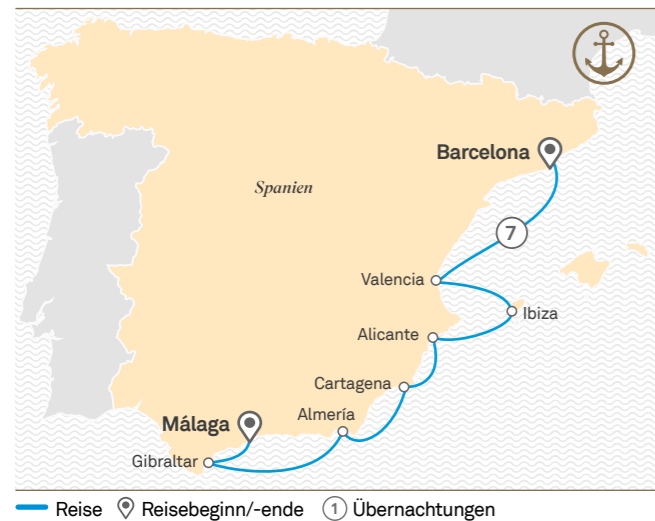 Barcelona
Spanien
7
Valencia
Ibiza
Alicante
Cartagena
Almería
Málaga
Gibraltar
Reise Reisebeginn/-ende 1 Übernachtungen